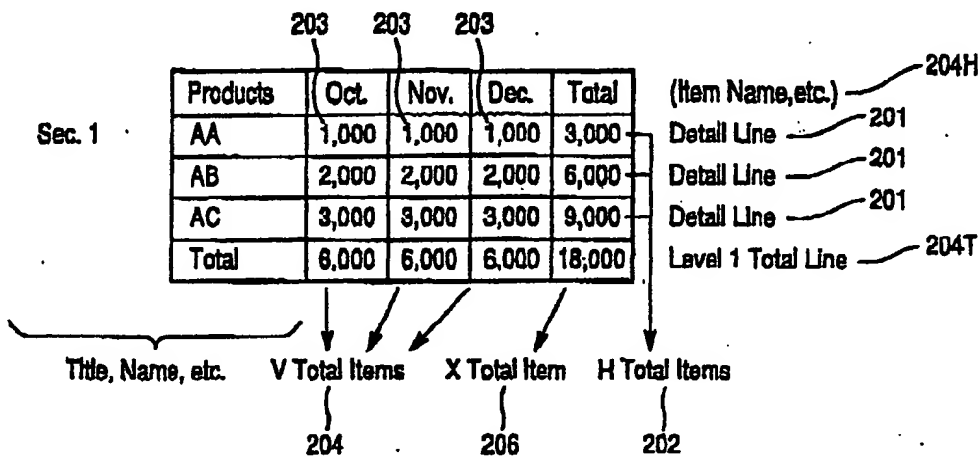 203 203 203
Products Oct. Nov. Dec. Total (Item Name,etc.) 204H
Sec. 1 AA 1,000 1,000 1,000 3,000 Detail Line 201
AB 2,000 2,000 2,000 6,000 Detail Line 201
AC 3,000 3,000 3,000 9,000 Detail Line 201
Total 6,000 6,000 6,000 18,000 Level 1 Total Line 204T
Title, Name, etc. V Total Items X Total Item H Total Items
204 206 202